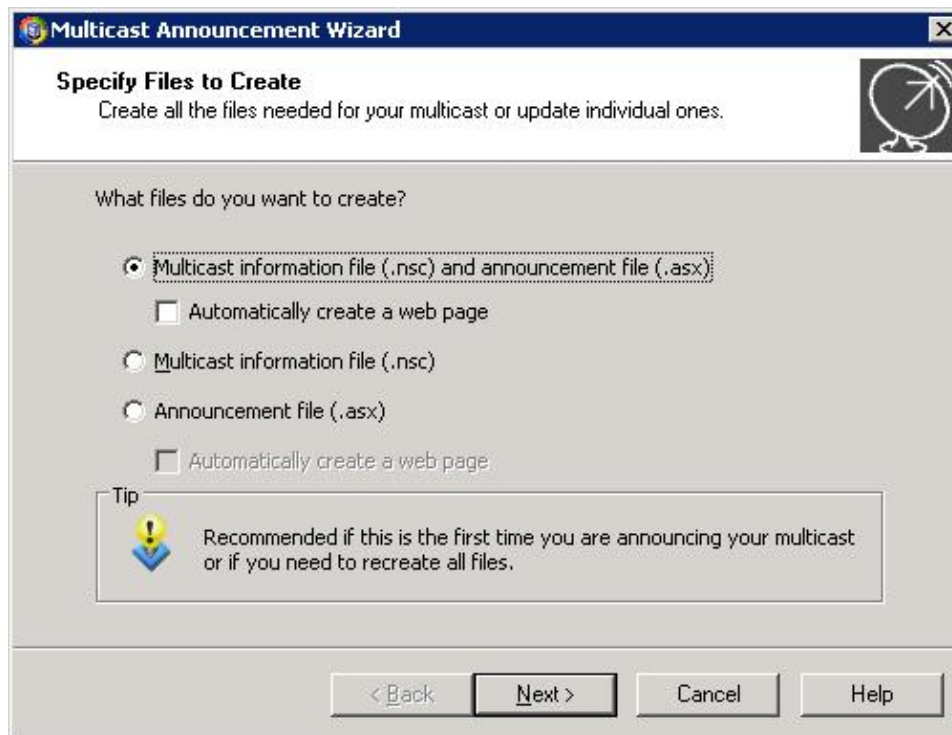 Multicast Announcement Wizard
Specify Files to Create
Create all the files needed for your multicast or update individual ones.
What files do you want to create?
Multicast information file (.nsc) and announcement file (.asx)
Automatically create a web page
Multicast information file (.nsc)
Announcement file (.asx)
Automatically create a web page
Tip
Recommended if this is the first time you are announcing your multicast
or if you need to recreate all files.
< Back
Next >
Cancel
Help